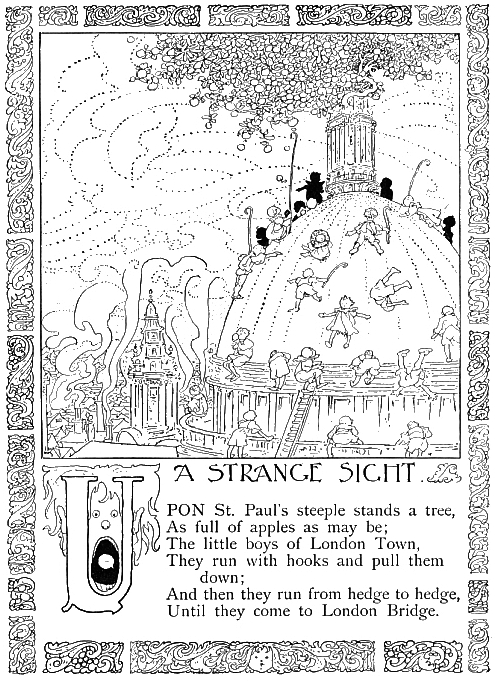 A STRANGE SIGHT.
UPON St. Paul's steeple stands a tree,
As full of apples as may be;
The little boys of London Town,
They run with hooks and pull them
down;
And then they run from hedge to hedge,
Until they come to London Bridge.